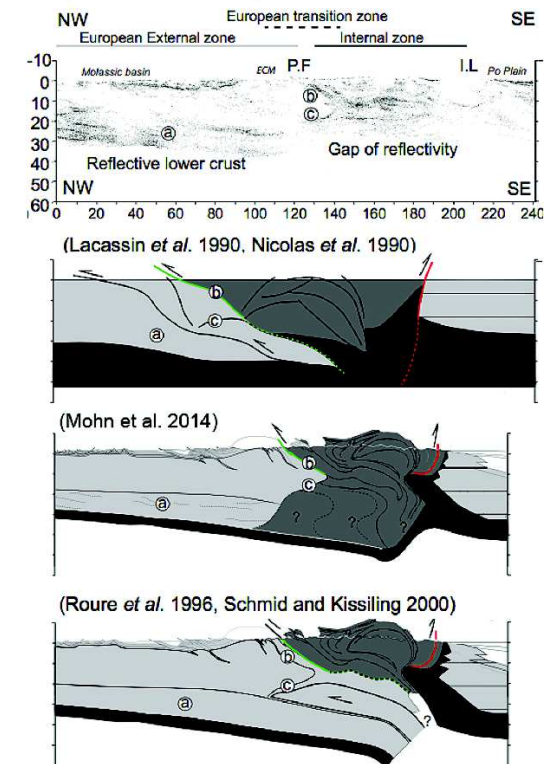 European transition zone
NW SE
European External zone Internal zone
P.F I.L
Molassic basin ECM Po Plain
-10
0
10
20
30
40
50
60
b
c
a
Reflective lower crust Gap of reflectivity
NW SE
0 20 40 60 80 100 120 140 160 180 200 220 240
(Lacassin et al. 1990, Nicolas et al. 1990)
b
c
a
(Mohn et al. 2014)
b
c
a
? ? ?
(Roure et al. 1996, Schmid and Kissiling 2000)
b
c
a
?